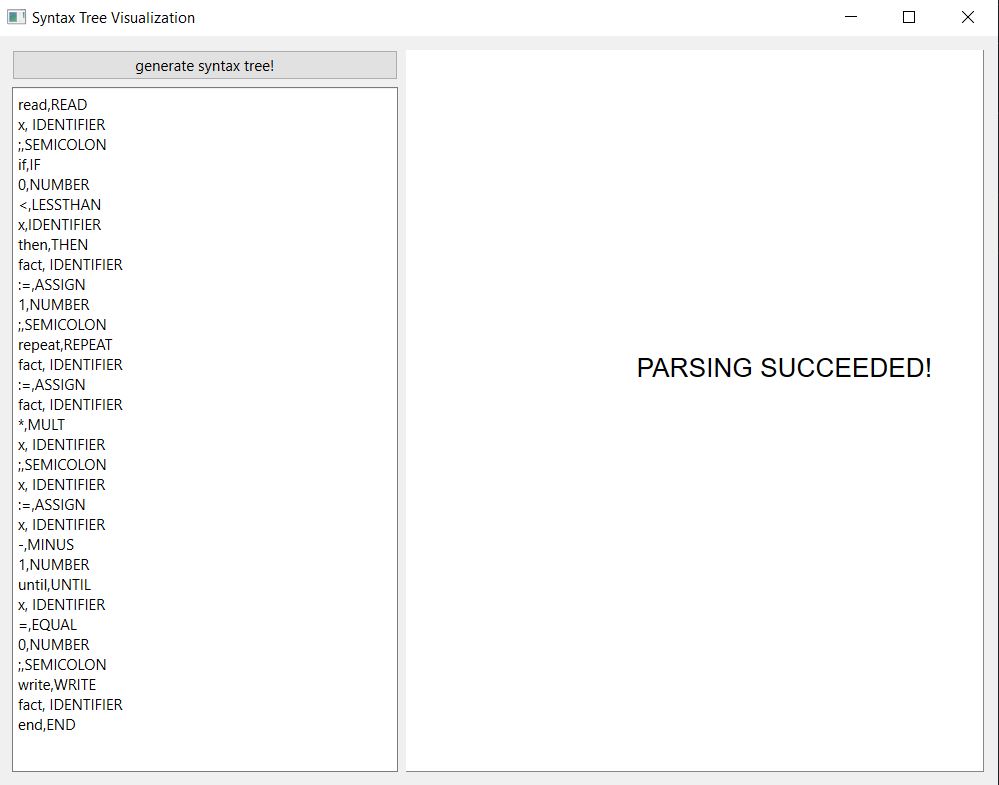 Syntax Tree Visualization
generate syntax tree!
read,READ
x, IDENTIFIER
;,SEMICOLON
if,IF
0,NUMBER
<,LESSTHAN
x,IDENTIFIER
then,THEN
fact, IDENTIFIER
:=,ASSIGN
1,NUMBER
;,SEMICOLON
repeat,REPEAT
fact, IDENTIFIER
:=,ASSIGN
fact, IDENTIFIER
*,MULT
x, IDENTIFIER
;,SEMICOLON
x, IDENTIFIER
:=,ASSIGN
x, IDENTIFIER
-,MINUS
1,NUMBER
until,UNTIL
x, IDENTIFIER
=,EQUAL
0,NUMBER
;,SEMICOLON
write,WRITE
fact, IDENTIFIER
end,END
PARSING SUCCEEDED!